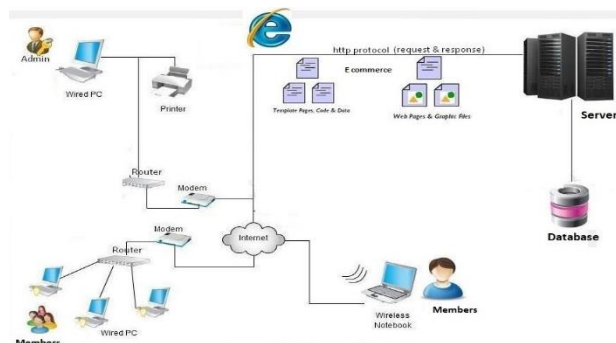 http protocol (request & response)
Admin
E commerce
Wired PC
Printer
Template Pages, Code & Data
Web Pages & Graphic Files
Server
Router
Modem
Modem
Internet
Database
Router
Members
Wired PC
Wireless
Notebook
Members